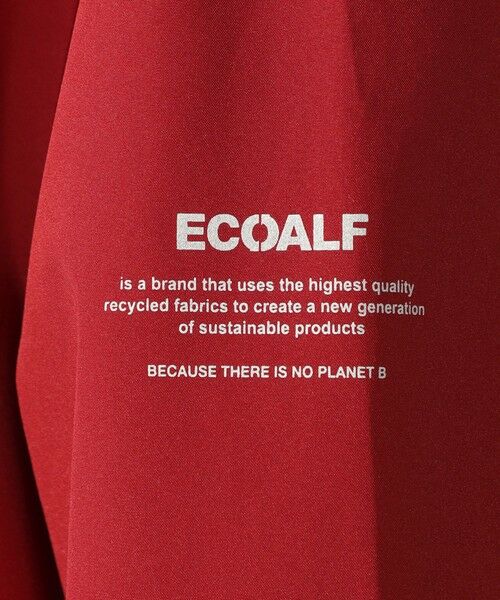 ECOALF
is a brand that uses the highest quality
recycled fabrics to create a new generation
of sustainable products
BECAUSE THERE IS NO PLANET B